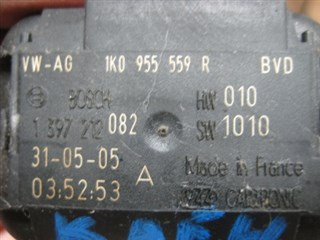 VW-AG 1K0 955 559 R BVD
BOSCH HW 010
1 397 212 082 SW 1010
31-05-05 Made in France
03:52:53 A